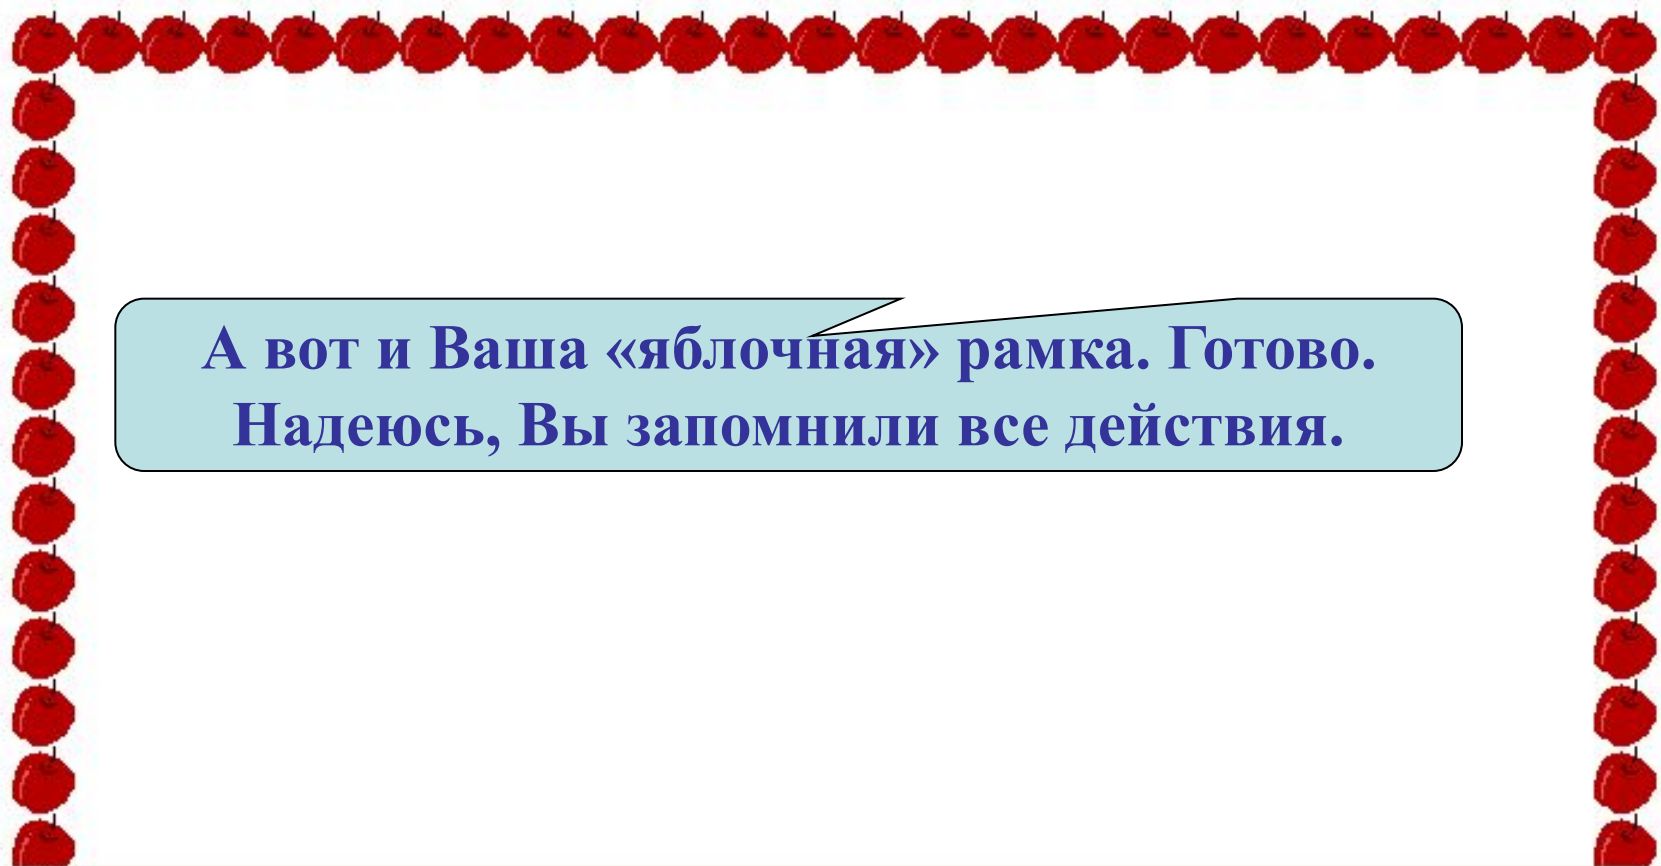 А вот и Ваша «яблочная» рамка. Готово.
Надеюсь, Вы запомнили все действия.